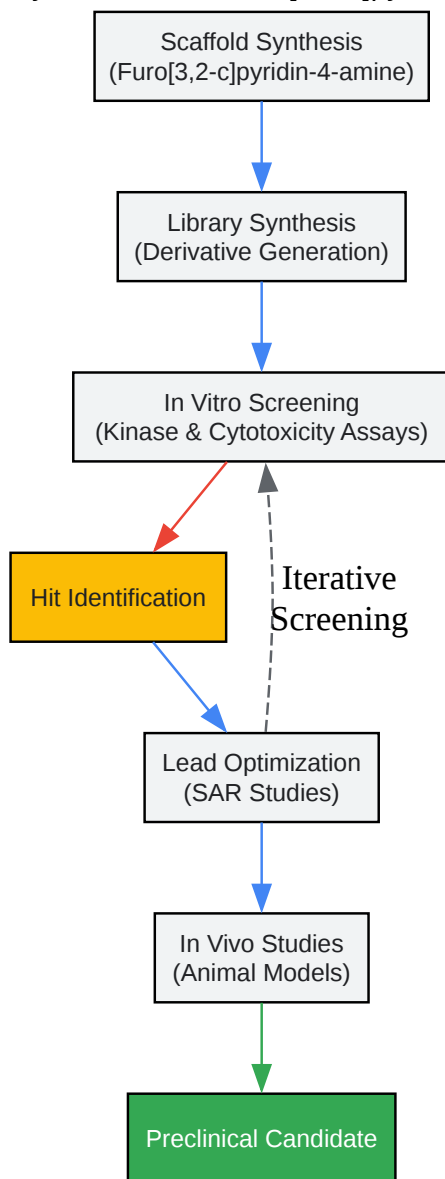 Scaffold Synthesis
(Furo[3,2-c]pyridin-4-amine)
Library Synthesis
(Derivative Generation)
In Vitro Screening
(Kinase & Cytotoxicity Assays)
Hit Identification
Iterative
Screening
Lead Optimization
(SAR Studies)
In Vivo Studies
(Animal Models)
Preclinical Candidate